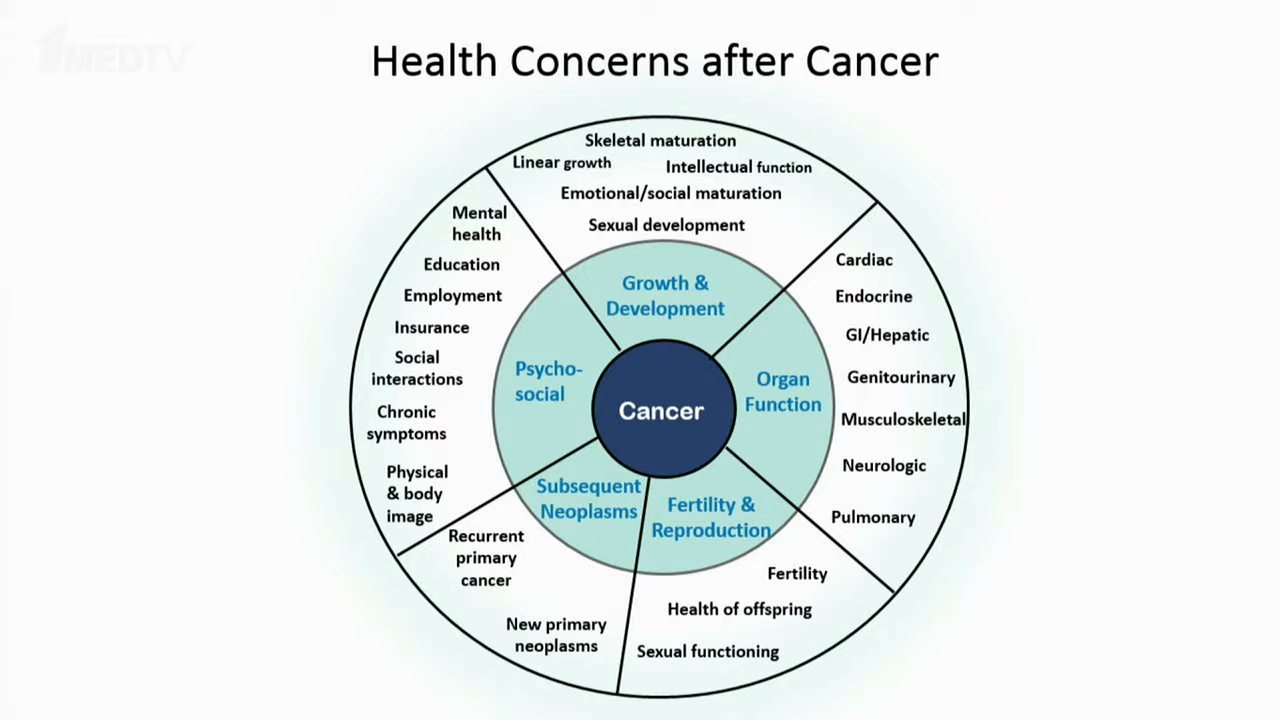 1MEDTV
Health Concerns after Cancer
Skeletal maturation
Linear growth
Intellectual function
Emotional/social maturation
Sexual development
Growth &
Development
Cardiac
Endocrine
GI/Hepatic
Genitourinary
Musculoskeletal
Neurologic
Pulmonary
Organ
Function
Fertility &
Reproduction
Fertility
Health of offspring
Sexual functioning
Subsequent
Neoplasms
Recurrent
primary
cancer
New primary
neoplasms
Psycho-
social
Mental
health
Education
Employment
Insurance
Social
interactions
Chronic
symptoms
Physical
& body
image
Cancer